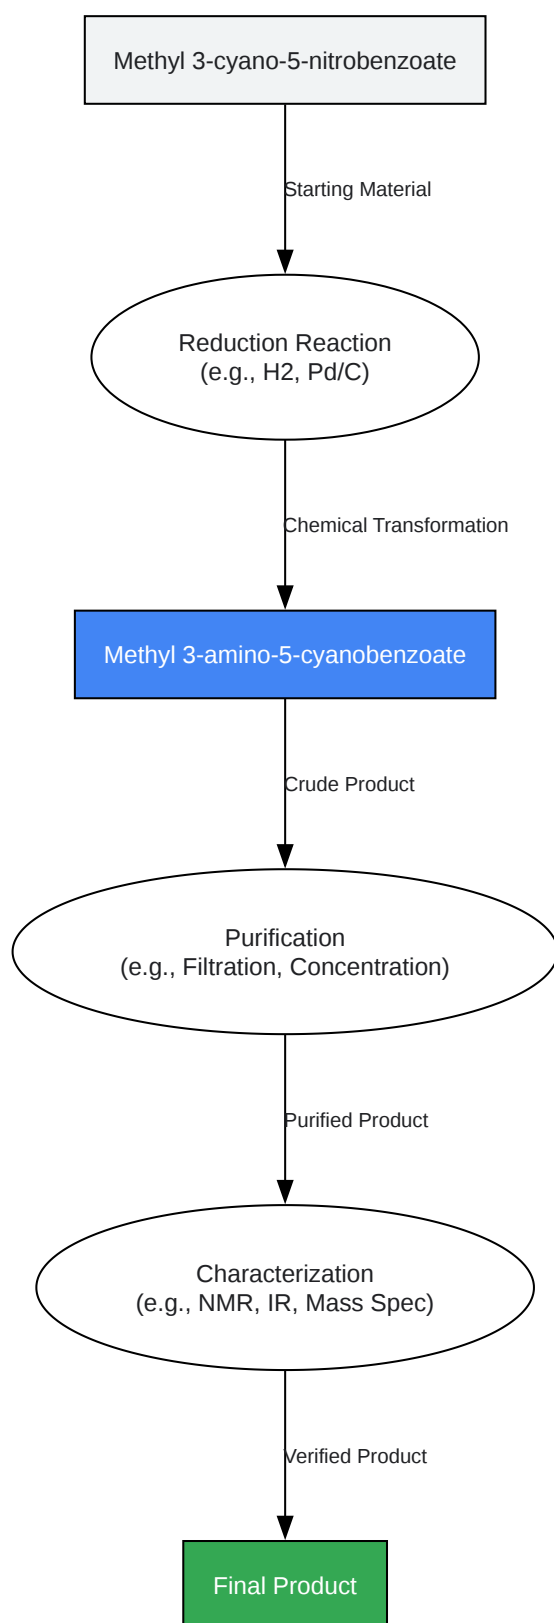 Methyl 3-cyano-5-nitrobenzoate
Starting Material
Reduction Reaction
(e.g., H2, Pd/C)
Chemical Transformation
Methyl 3-amino-5-cyanobenzoate
Crude Product
Purification
(e.g., Filtration, Concentration)
Purified Product
Characterization
(e.g., NMR, IR, Mass Spec)
Verified Product
Final Product